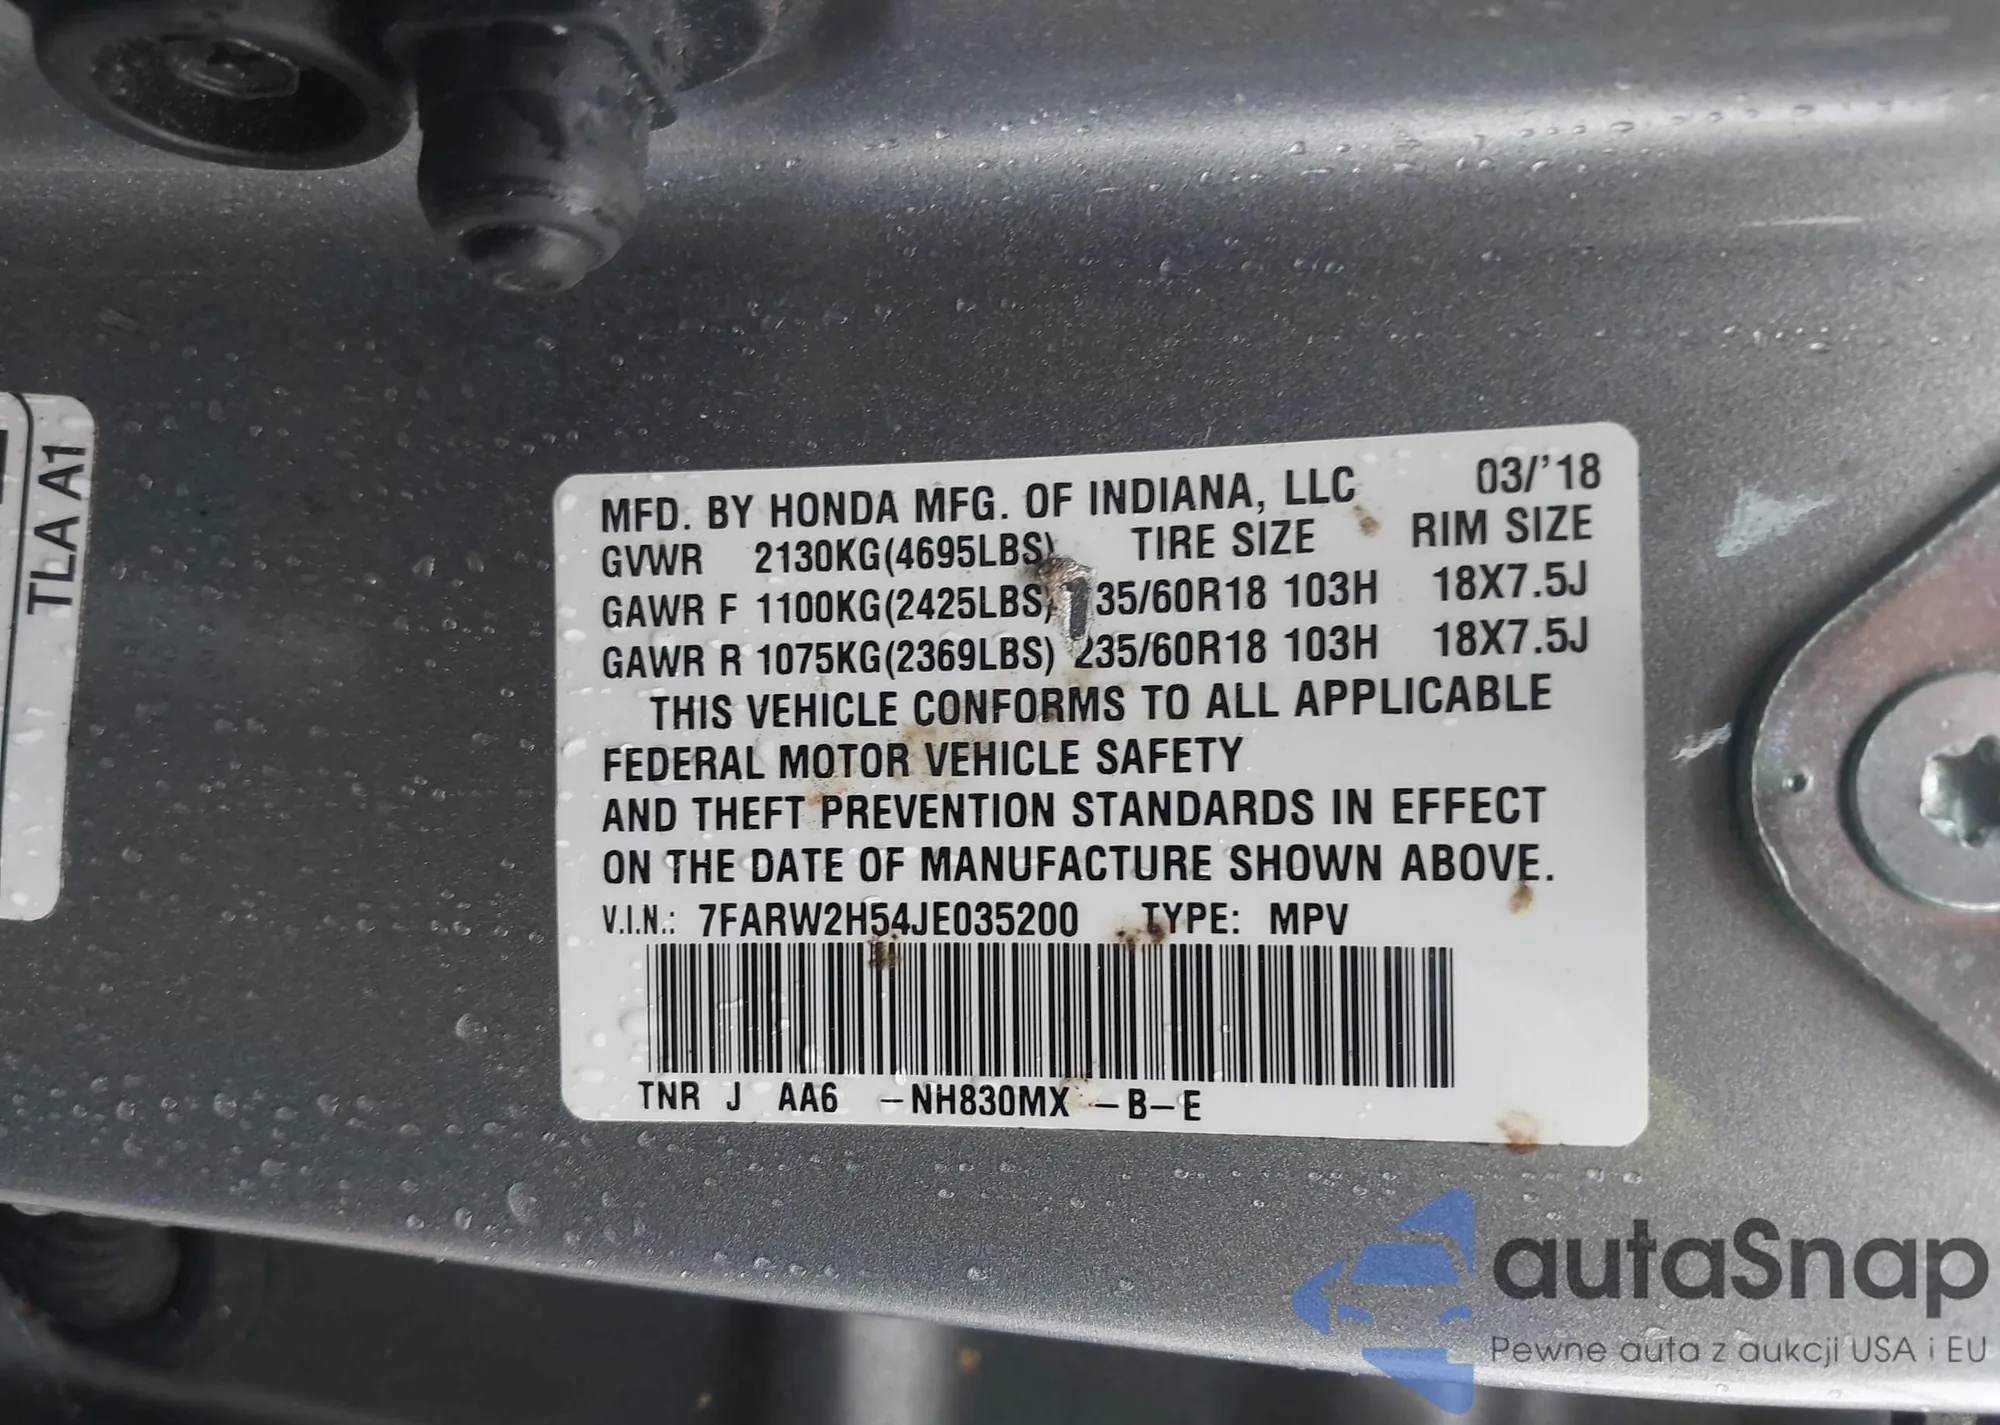 TLA A1
MFD. BY HONDA MFG. OF INDIANA, LLC 03/'18
GVWR 2130KG(4695LBS) TIRE SIZE RIM SIZE
GAWR F 1100KG(2425LBS) 35/60R18 103H 18X7.5J
GAWR R 1075KG(2369LBS) 235/60R18 103H 18X7.5J
THIS VEHICLE CONFORMS TO ALL APPLICABLE
FEDERAL MOTOR VEHICLE SAFETY
AND THEFT PREVENTION STANDARDS IN EFFECT
ON THE DATE OF MANUFACTURE SHOWN ABOVE.
V.I.N.: 7FARW2H54JE035200 TYPE: MPV
TNR J AA6 -NH830MX -B-E
autaSnap
Pewne auta z aukcji USA i EU